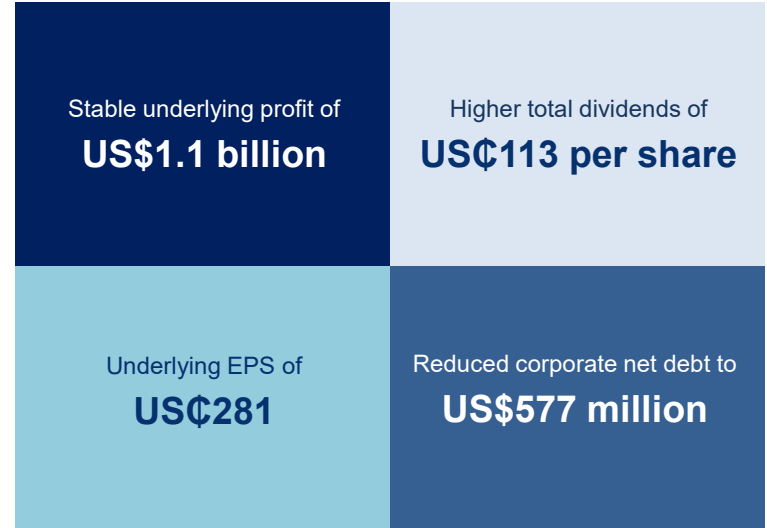 Stable underlying profit of
US$1.1 billion
Higher total dividends of
US₵113 per share
Underlying EPS of
US₵281
Reduced corporate net debt to
US$577 million